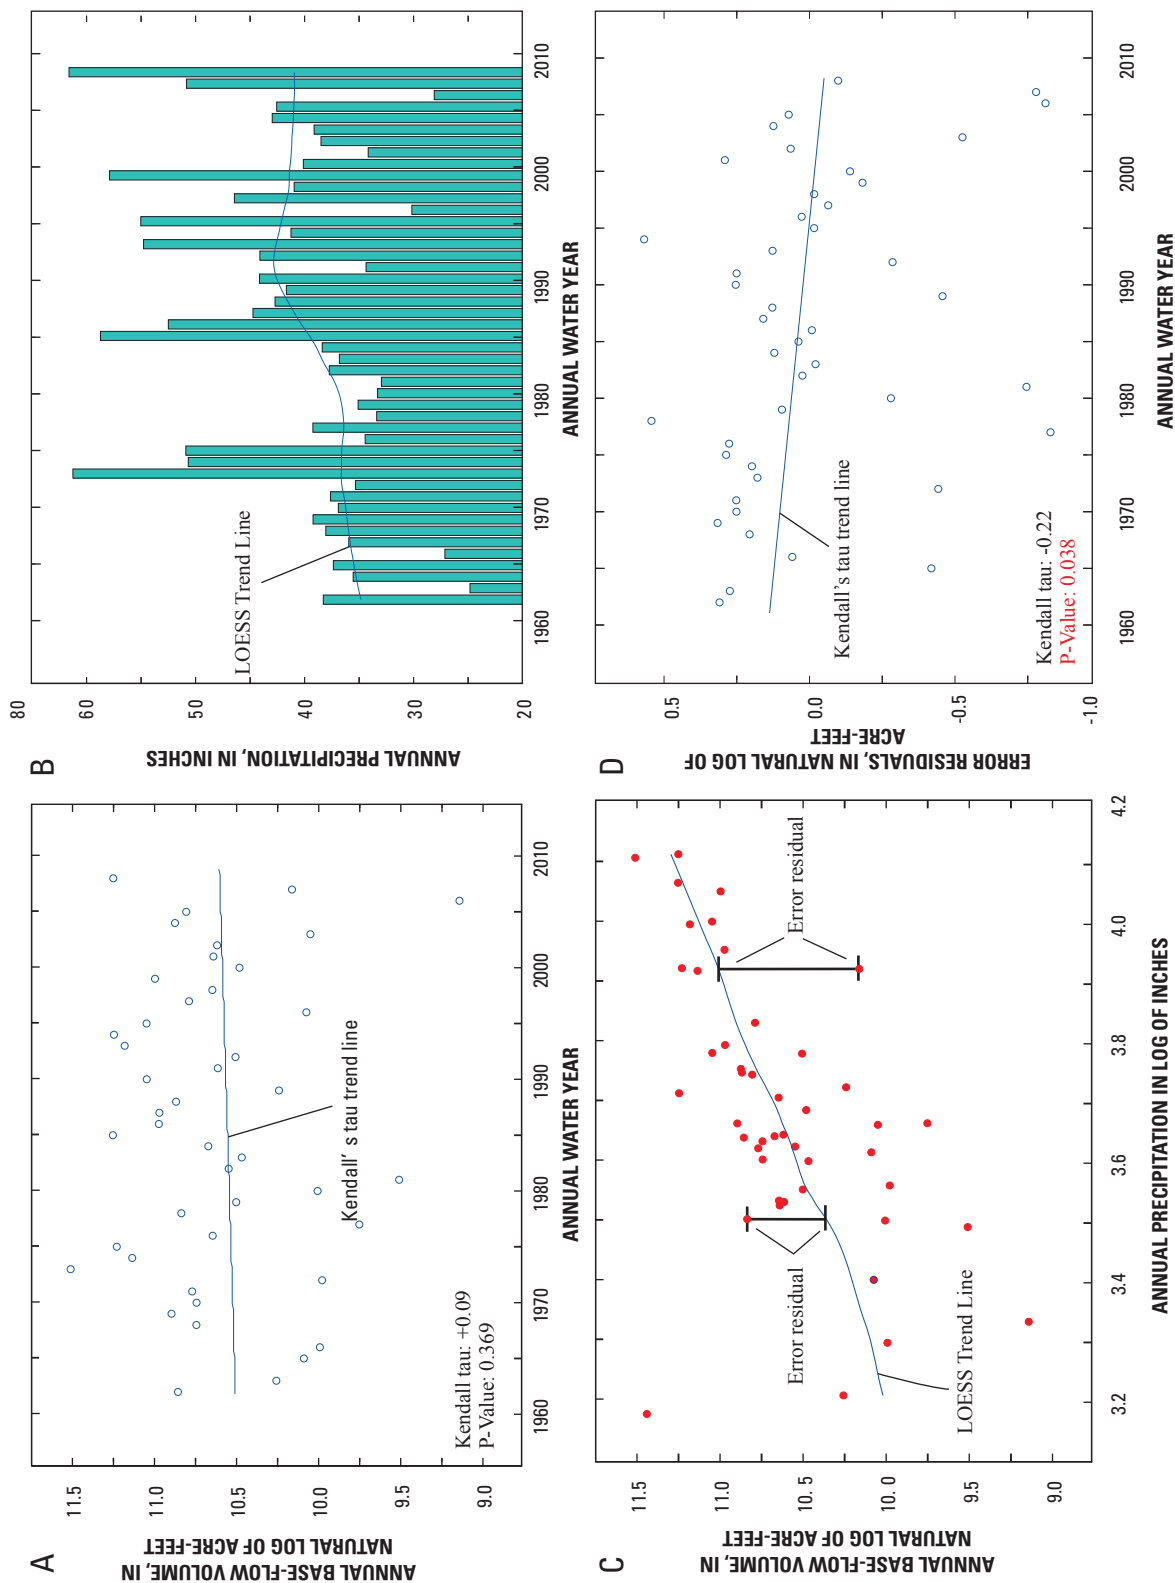 A
ANNUAL BASE-FLOW VOLUME, IN
NATURAL LOG OF ACRE-FEET
11.5
11.0
10.5
10.0
9.5
9.0
Kendall' s tau trend line
Kendall tau: +0.09
P-Value: 0.369
1960
1970
1980
1990
2000
2010
ANNUAL WATER YEAR
B
ANNUAL PRECIPITATION, IN INCHES
80
60
50
40
30
20
LOESS Trend Line
1960
1970
1980
1990
2000
2010
ANNUAL WATER YEAR
C
ANNUAL BASE-FLOW VOLUME, IN
NATURAL LOG OF ACRE-FEET
11.5
11.0
10.5
10. 0
9.5
9.0
Error residual
Error residual
LOESS Trend Line
3.2
3.4
3.6
3.8
4.0
4.2
ANNUAL PRECIPITATION IN LOG OF INCHES
D
ERROR RESIDUALS, IN NATURAL LOG OF
ACRE-FEET
0.5
0.0
-0.5
-1.0
Kendall's tau trend line
Kendall tau: -0.22
P-Value: 0.038
1960
1970
1980
1990
2000
2010
ANNUAL WATER YEAR